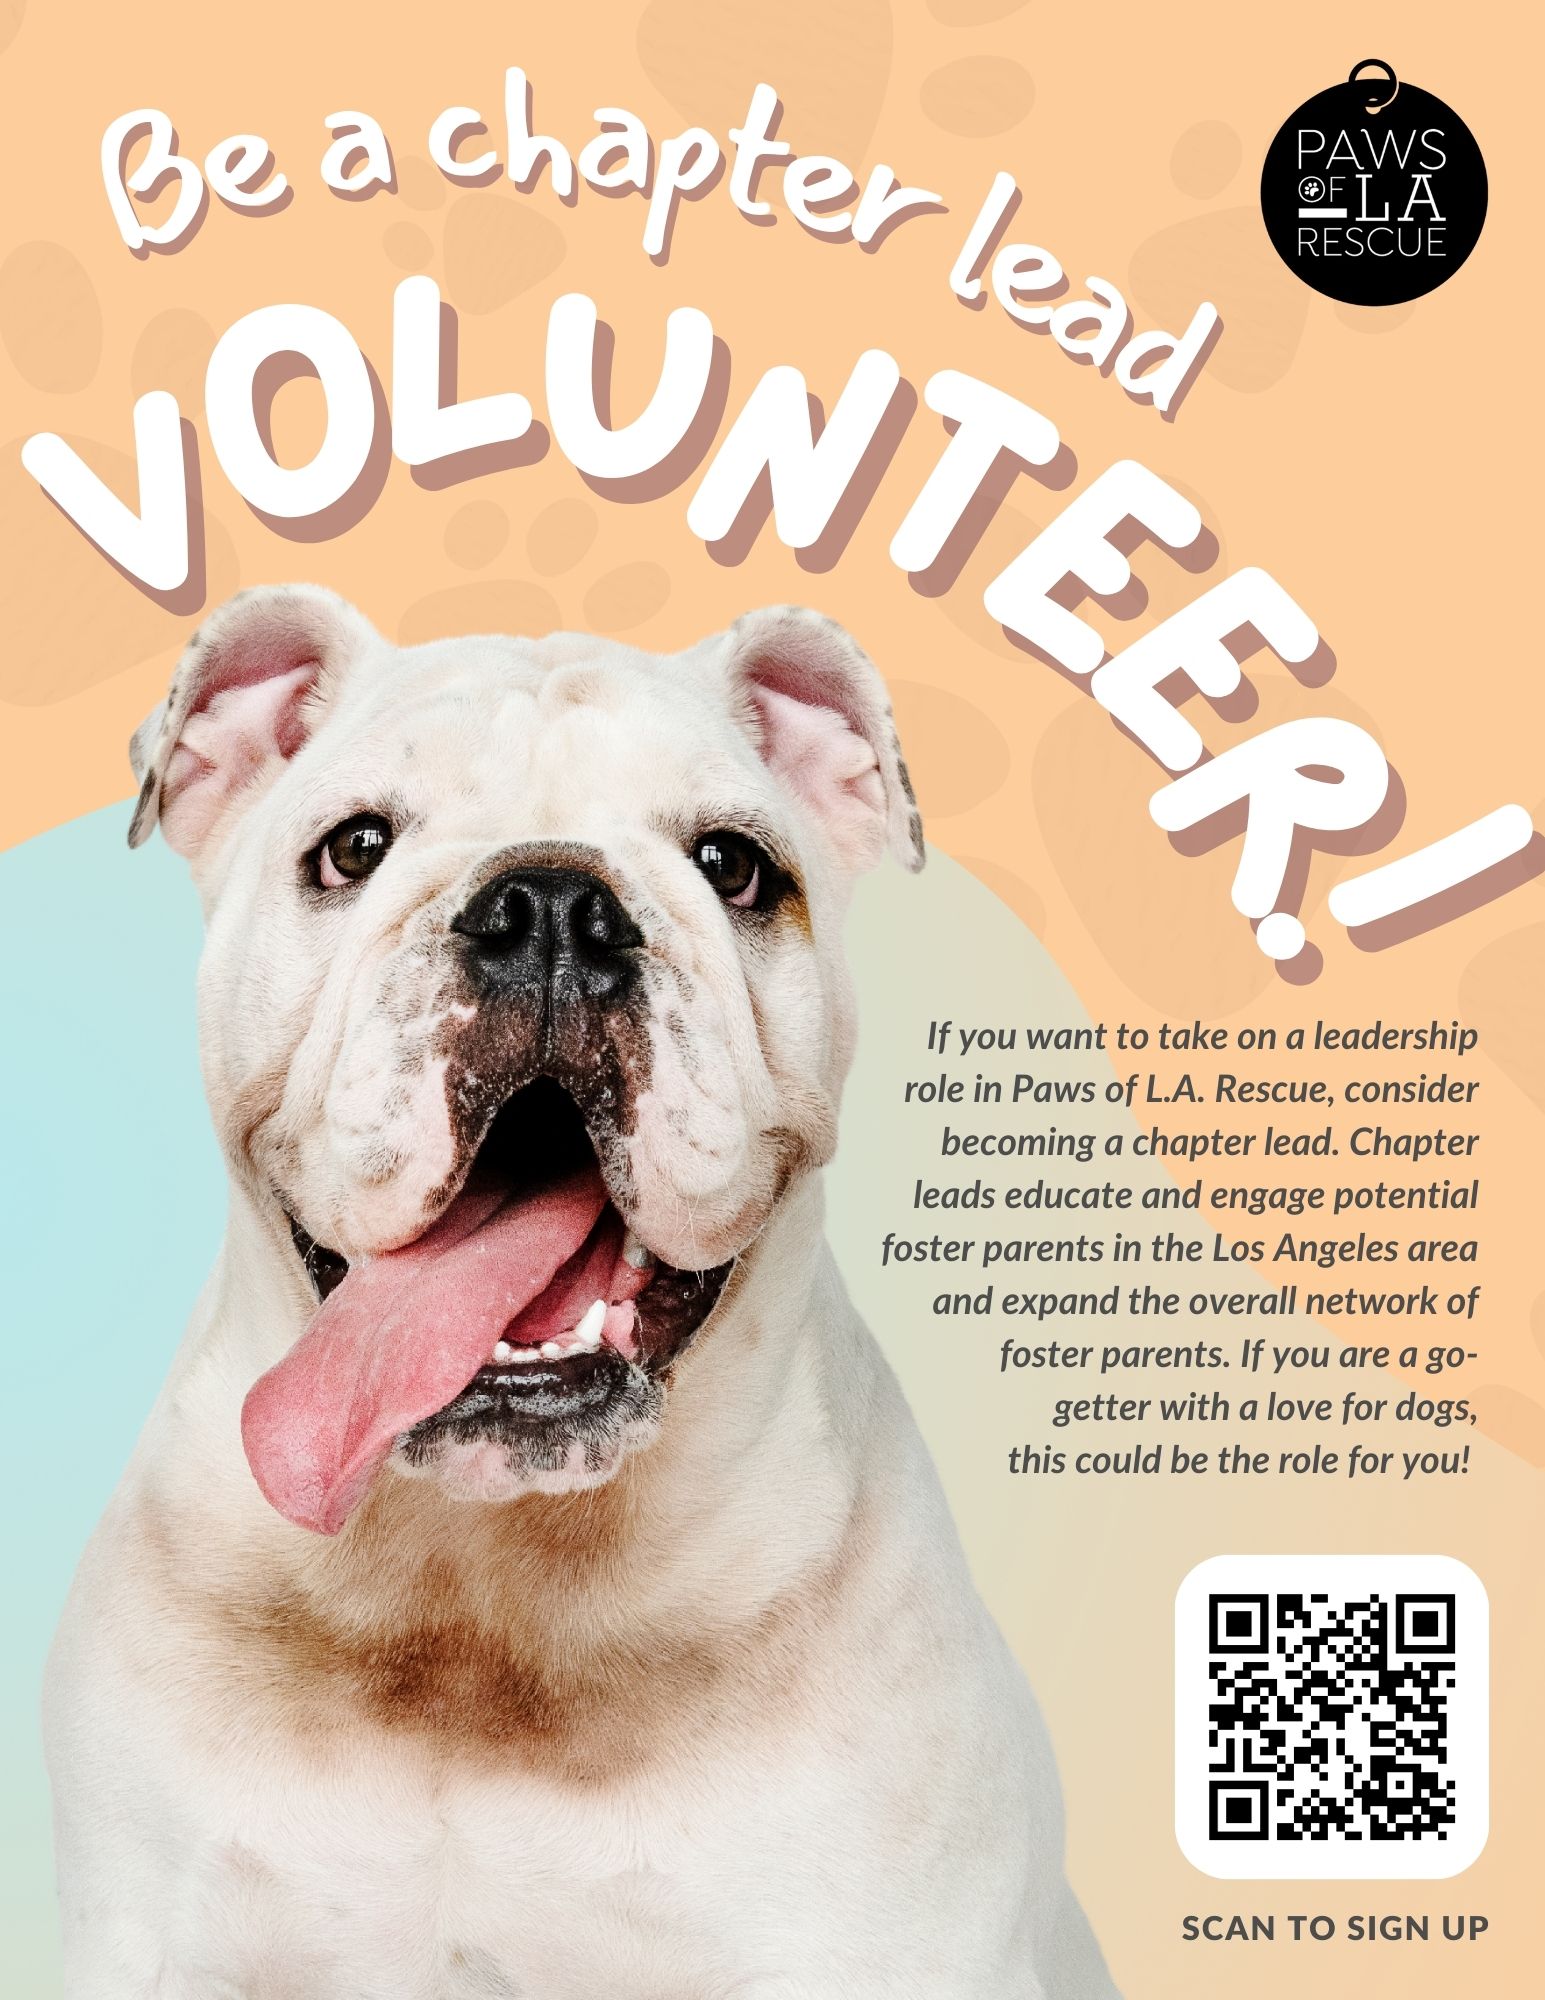 Be a chapter lead
VOLUNTEER!
PAWS
OF LA
RESCUE
If you want to take on a leadership
role in Paws of L.A. Rescue, consider
becoming a chapter lead. Chapter
leads educate and engage potential
foster parents in the Los Angeles area
and expand the overall network of
foster parents. If you are a go-
getter with a love for dogs,
this could be the role for you!
SCAN TO SIGN UP